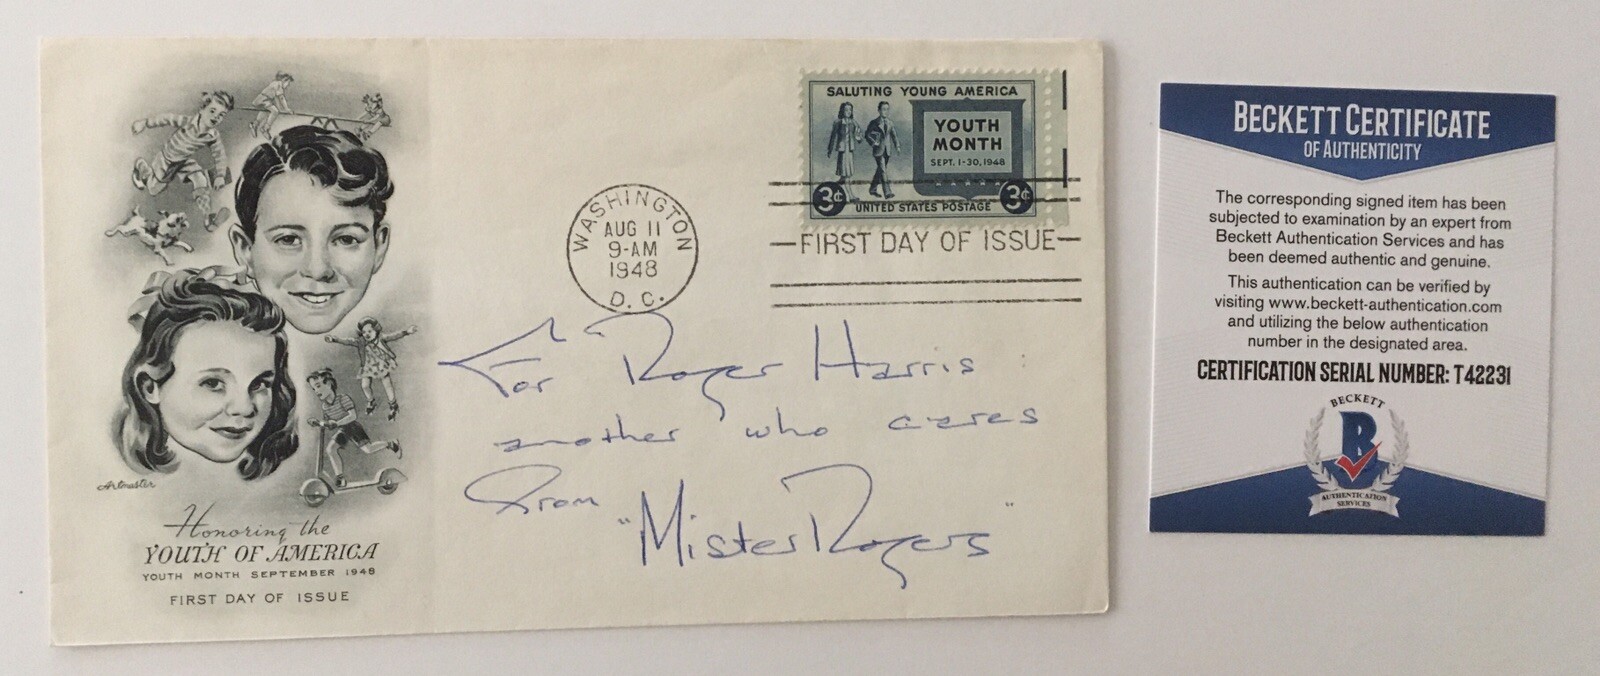 Artmaster
Honoring the
YOUTH OF AMERICA
YOUTH MONTH SEPTEMBER 1948
FIRST DAY OF ISSUE
WASHINGTON
AUG 11
9-AM
1948
D. C.
SALUTING YOUNG AMERICA
YOUTH
MONTH
SEPT. 1-30, 1948
3¢ 3¢
UNITED STATES POSTAGE
FIRST DAY OF ISSUE
For Roger Harris
another who cares
From
"Mister Rogers"
BECKETT CERTIFICATE
OF AUTHENTICITY
The corresponding signed item has been
subjected to examination by an expert from
Beckett Authentication Services and has
been deemed authentic and genuine.
This authentication can be verified by
visiting www.beckett-authentication.com
and utilizing the below authentication
number in the designated area.
CERTIFICATION SERIAL NUMBER: T42231
BECKETT
B
AUTHENTICATION
SERVICES